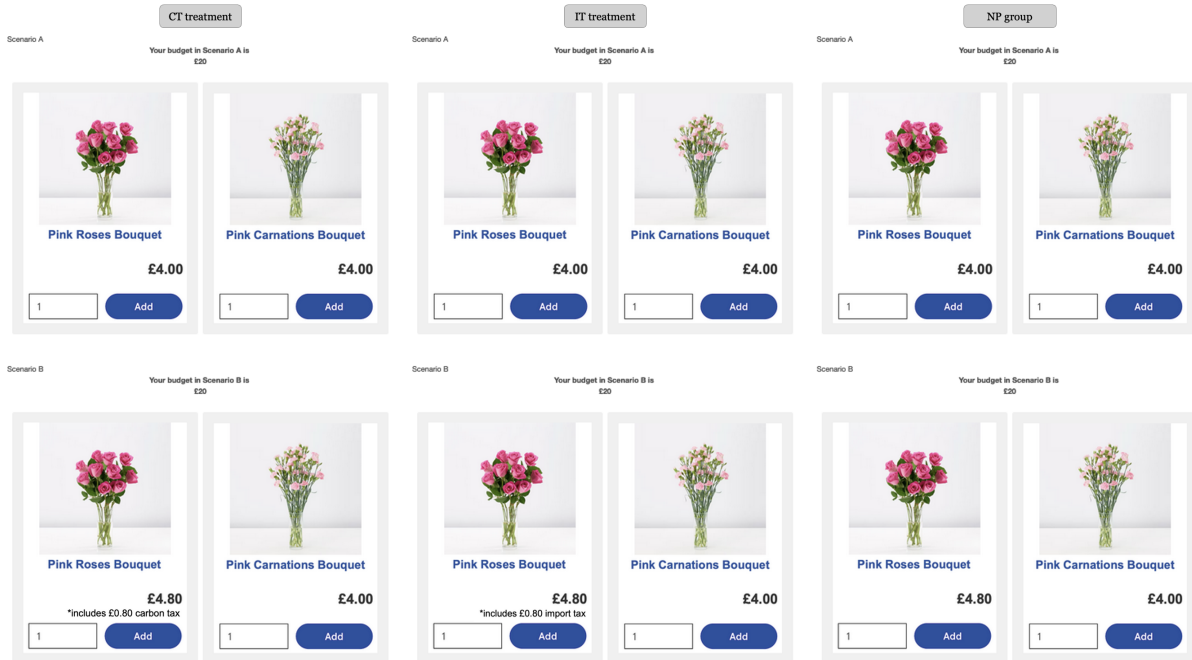 CT treatment
IT treatment
NP group
Scenario A
Your budget in Scenario A is
£20
Pink Roses Bouquet
Pink Carnations Bouquet
£4.00
£4.00
1
Add
1
Add
Scenario A
Your budget in Scenario A is
£20
Pink Roses Bouquet
Pink Carnations Bouquet
£4.00
£4.00
1
Add
1
Add
Scenario A
Your budget in Scenario A is
£20
Pink Roses Bouquet
Pink Carnations Bouquet
£4.00
£4.00
1
Add
1
Add
Scenario B
Your budget in Scenario B is
£20
Pink Roses Bouquet
Pink Carnations Bouquet
£4.80
*includes £0.80 carbon tax
£4.00
1
Add
1
Add
Scenario B
Your budget in Scenario B is
£20
Pink Roses Bouquet
Pink Carnations Bouquet
£4.80
*includes £0.80 import tax
£4.00
1
Add
1
Add
Scenario B
Your budget in Scenario B is
£20
Pink Roses Bouquet
Pink Carnations Bouquet
£4.80
£4.00
1
Add
1
Add